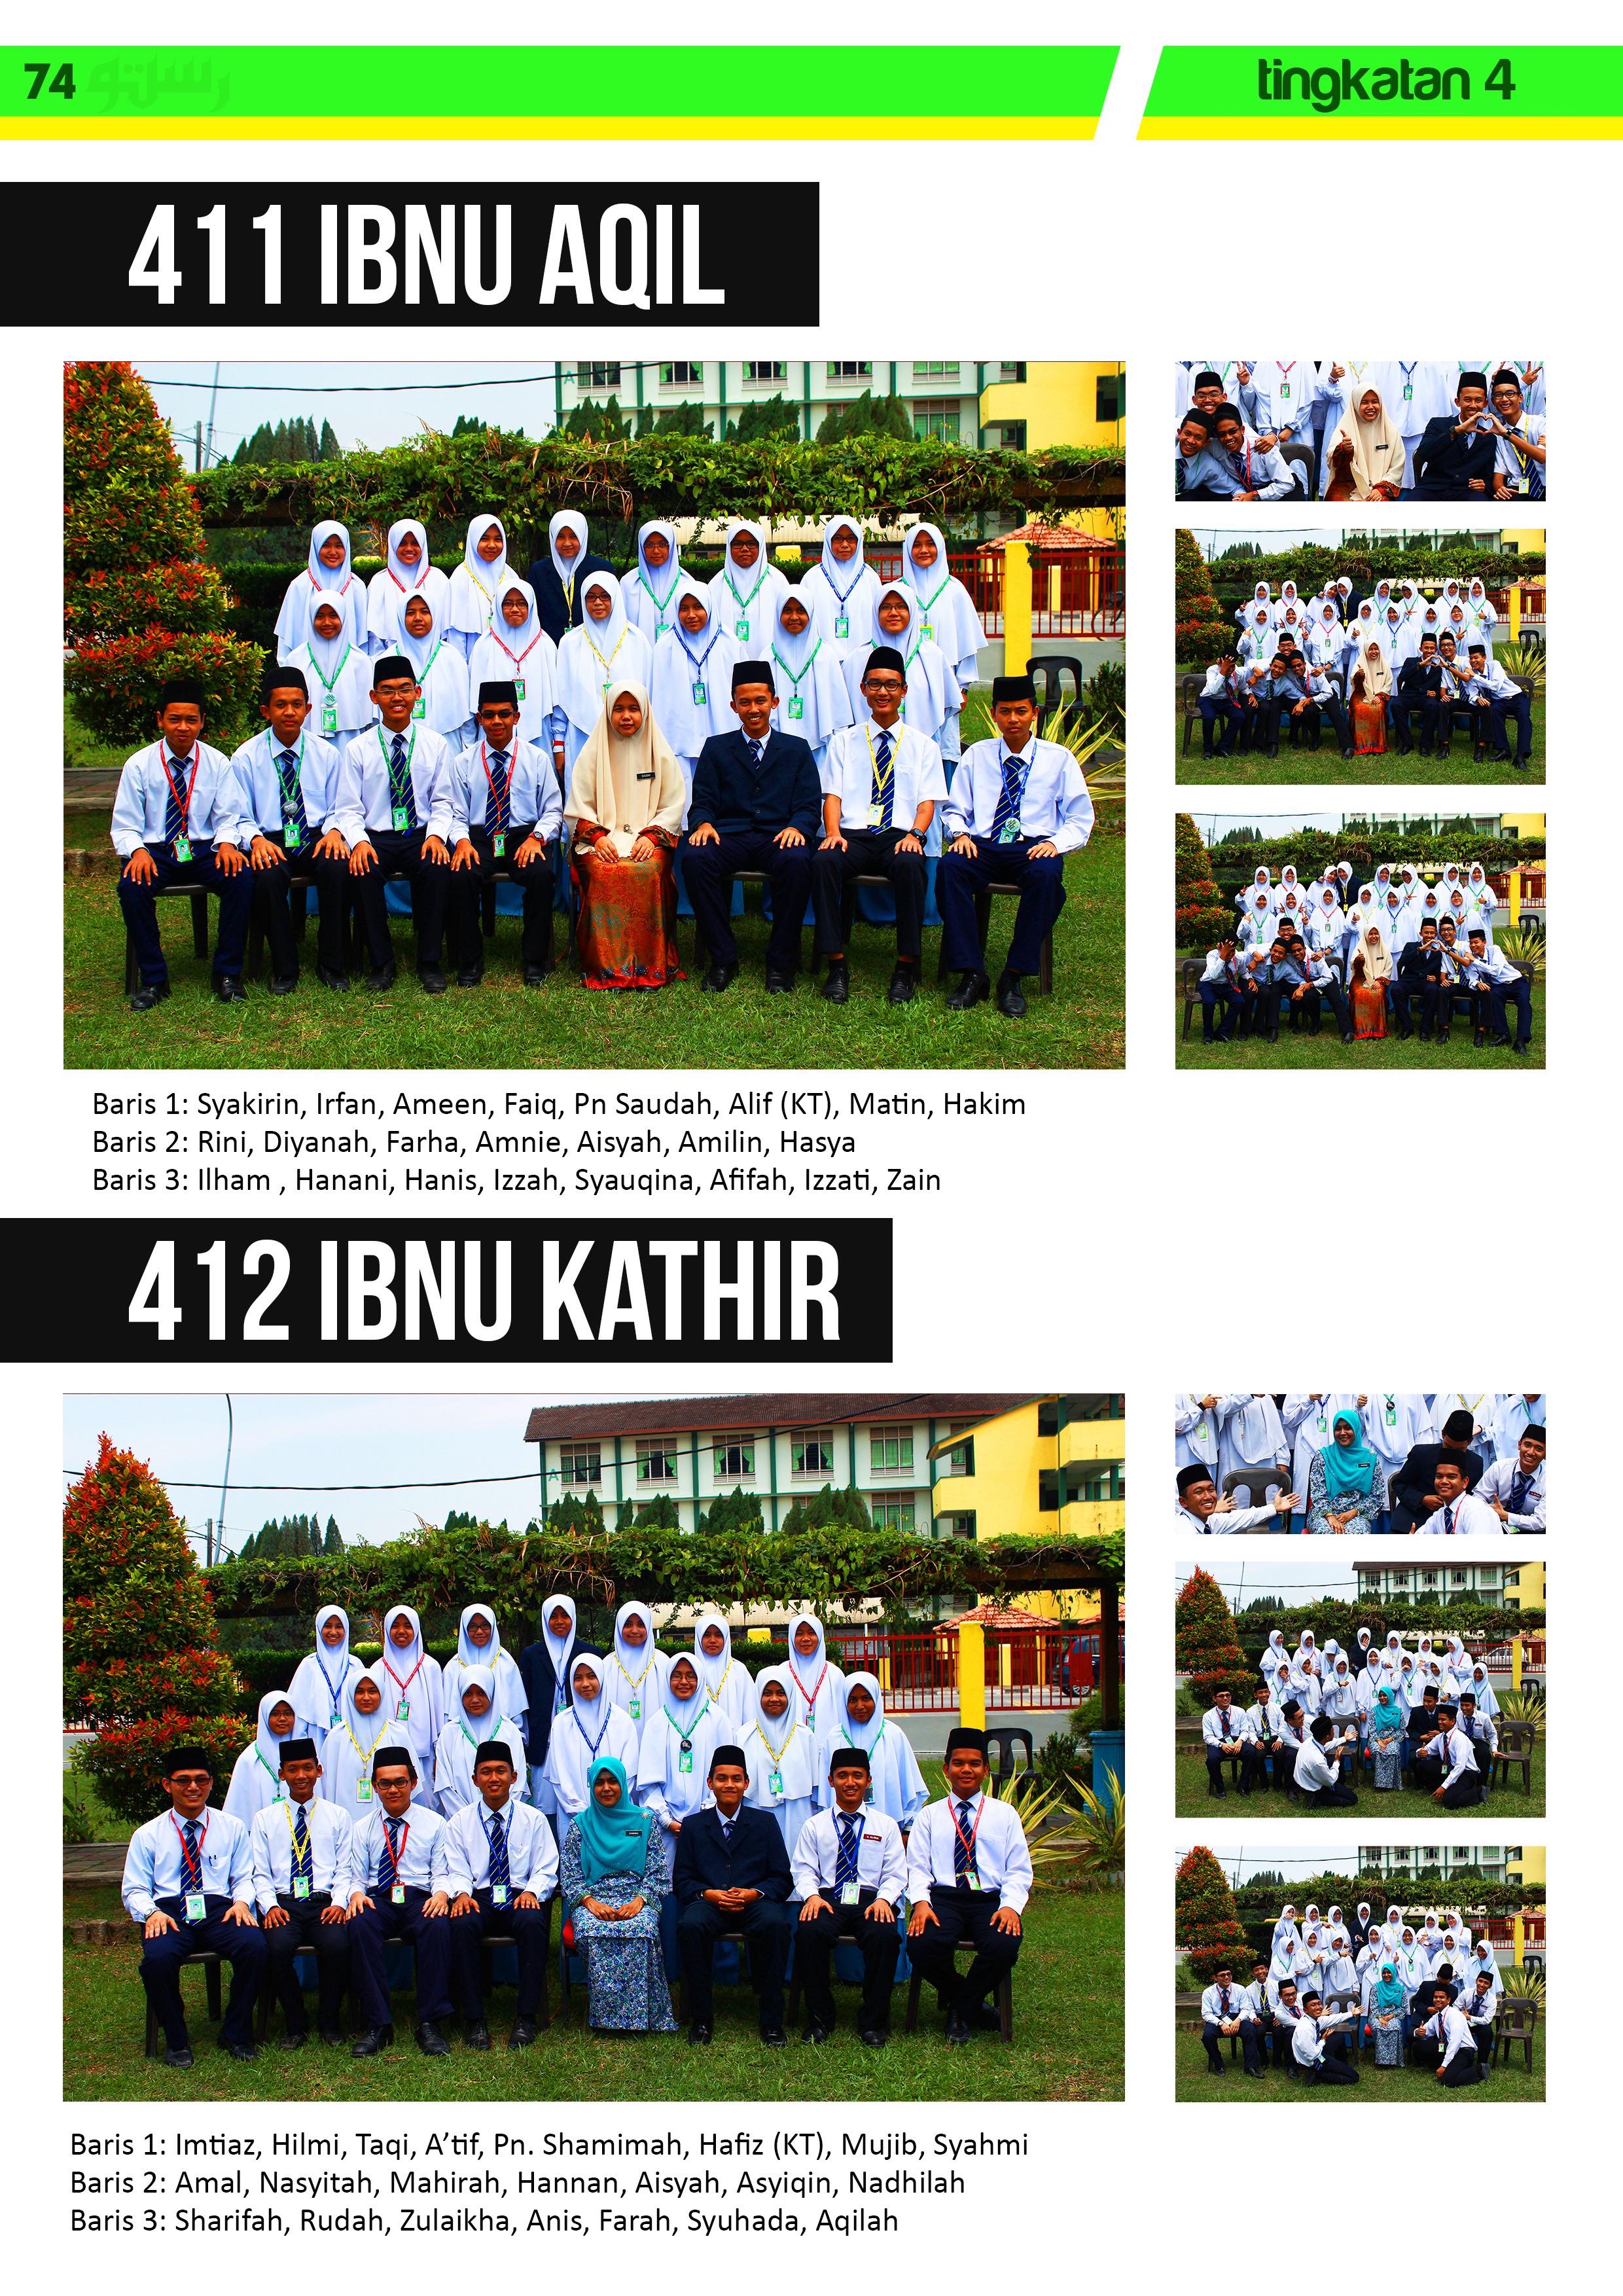 74 رستو
tingkatan 4
411 IBNU AQIL
Baris 1: Syakirin, Irfan, Ameen, Faiq, Pn Saudah, Alif (KT), Matin, Hakim
Baris 2: Rini, Diyanah, Farha, Amnie, Aisyah, Amilin, Hasya
Baris 3: Ilham , Hanani, Hanis, Izzah, Syauqina, Afifah, Izzati, Zain
412 IBNU KATHIR
A
Baris 1: Imtiaz, Hilmi, Taqi, A’tif, Pn. Shamimah, Hafiz (KT), Mujib, Syahmi
Baris 2: Amal, Nasyitah, Mahirah, Hannan, Aisyah, Asyiqin, Nadhilah
Baris 3: Sharifah, Rudah, Zulaikha, Anis, Farah, Syuhada, Aqilah